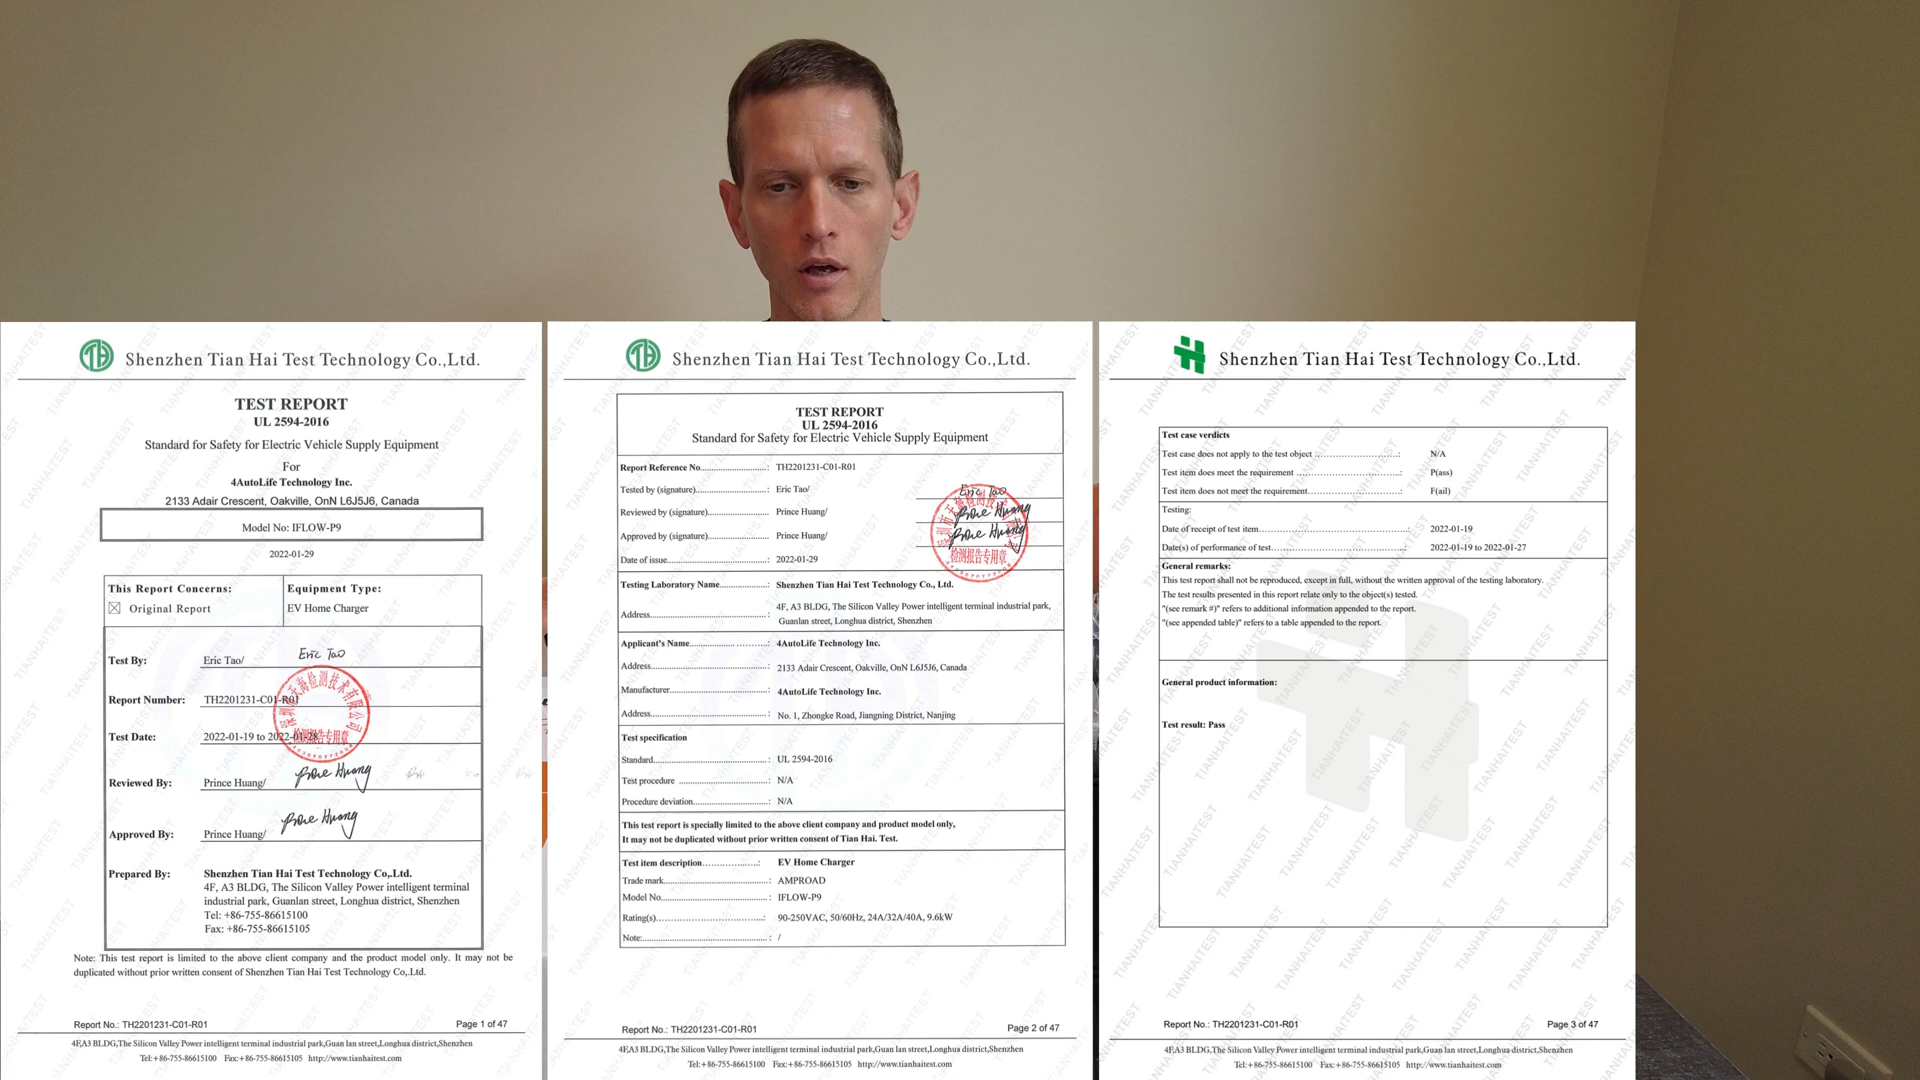 Shenzhen Tian Hai Test Technology Co.,Ltd.
TEST REPORT
UL 2594-2016
Standard for Safety for Electric Vehicle Supply Equipment
For
4AutoLife Technology Inc.
2133 Adair Crescent, Oakville, OnN L6J5J6, Canada
Model No: IFLOW-P9
2022-01-29
This Report Concerns:
Original Report
Equipment Type:
EV Home Charger
Test By: Eric Tao/ Eric Tao
Report Number: TH2201231-C01-R01
Test Date: 2022-01-19 to 2022-01-28
Reviewed By: Prince Huang/
Approved By: Prince Huang/
Prepared By: Shenzhen Tian Hai Test Technology Co,.Ltd.
4F, A3 BLDG, The Silicon Valley Power intelligent terminal
industrial park, Guanlan street, Longhua district, Shenzhen
Tel: +86-755-86615100
Fax: +86-755-86615105
Note: This test report is limited to the above client company and the product model only. It may not be
duplicated without prior written consent of Shenzhen Tian Hai Test Technology Co,.Ltd.
Report No.: TH2201231-C01-R01 Page 1 of 47
4F,A3 BLDG,The Silicon Valley Power intelligent terminal industrial park,Guan lan street,Longhua district,Shenzhen
Tel:+86-755-86615100 Fax:+86-755-86615105 http://www.tianhaitest.com
Shenzhen Tian Hai Test Technology Co.,Ltd.
TEST REPORT
UL 2594-2016
Standard for Safety for Electric Vehicle Supply Equipment
Report Reference No.: TH2201231-C01-R01
Tested by (signature): Eric Tao/ Eric Tao
Reviewed by (signature) Prince Huang/
Approved by (signature) Prince Huang/
检测报告专用章
Date of issue: 2022-01-29
Testing Laboratory Name: Shenzhen Tian Hai Test Technology Co., Ltd.
Address: 4F, A3 BLDG, The Silicon Valley Power intelligent terminal industrial park,
Guanlan street, Longhua district, Shenzhen
Applicant's Name: 4AutoLife Technology Inc.
Address: 2133 Adair Crescent, Oakville, OnN L6J5J6, Canada
Manufacturer: 4AutoLife Technology Inc.
Address: No. 1, Zhongke Road, Jiangning District, Nanjing
Test specification
Standard: UL 2594-2016
Test procedure: N/A
Procedure deviation: N/A
This test report is specially limited to the above client company and product model only,
It may not be duplicated without prior written consent of Tian Hai. Test.
Test item description: EV Home Charger
Trade mark: AMPROAD
Model No: IFLOW-P9
Rating(s): 90-250VAC, 50/60Hz, 24A/32A/40A, 9.6kW
Note: /
Report No.: TH2201231-C01-R01 Page 2 of 47
4F,A3 BLDG,The Silicon Valley Power intelligent terminal industrial park,Guan lan street,Longhua district,Shenzhen
Tel:+86-755-86615100 Fax:+86-755-86615105 http://www.tianhaitest.com
Shenzhen Tian Hai Test Technology Co.,Ltd.
Test case verdicts
Test case does not apply to the test object: N/A
Test item does meet the requirement: P(ass)
Test item does not meet the requirement: F(ail)
Testing:
Date of receipt of test item: 2022-01-19
Date(s) of performance of test: 2022-01-19 to 2022-01-27
General remarks:
This test report shall not be reproduced, except in full, without the written approval of the testing laboratory.
The test results presented in this report relate only to the object(s) tested.
"(see remark #)" refers to additional information appended to the report.
"(see appended table)" refers to a table appended to the report.
General product information:
Test result: Pass
Report No.: TH2201231-C01-R01 Page 3 of 47
4F,A3 BLDG,The Silicon Valley Power intelligent terminal industrial park,Guan lan street,Longhua district,Shenzhen
Tel:+86-755-86615100 Fax:+86-755-86615105 http://www.tianhaitest.com
TIANHAITEST